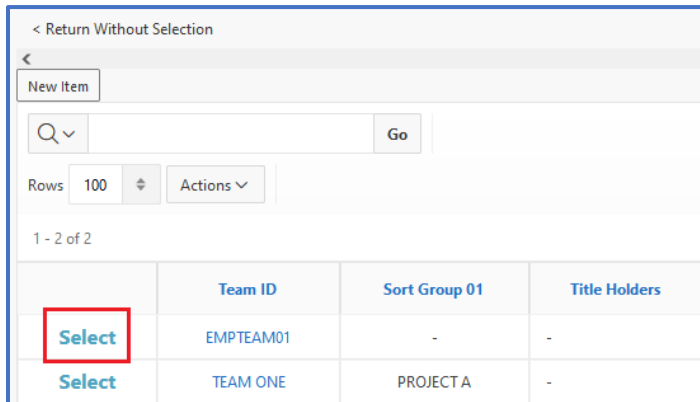 < Return Without Selection
New Item
Go
Rows 100 Actions
1 - 2 of 2
Team ID Sort Group 01 Title Holders
Select EMPTEAM01 - -
Select TEAM ONE PROJECT A -